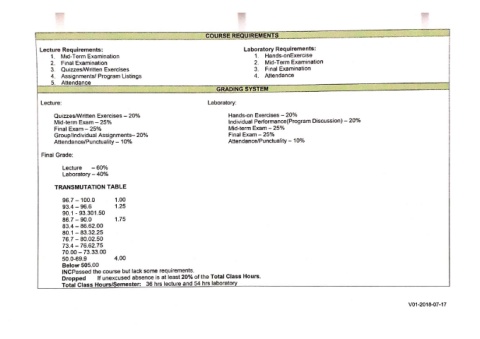 COURSE REQUIREMENTS
Lecture Requirements:
1. Mid-Term Examination
2. Final Examination
3. Quizzes/Written Exercises
4. Assignments/ Program Listings
5. Attendance
Laboratory Requirements:
1. Hands-onExercise
2. Mid-Term Examination
3. Final Examination
4. Attendance
GRADING SYSTEM
Lecture:
Quizzes/Written Exercises – 20%
Mid-term Exam – 25%
Final Exam – 25%
Group/Individual Assignments– 20%
Attendance/Punctuality – 10%
Laboratory:
Hands-on Exercises – 20%
Individual Performance(Program Discussion) – 20%
Mid-term Exam – 25%
Final Exam – 25%
Attendance/Punctuality – 10%
Final Grade:
Lecture – 60%
Laboratory – 40%
TRANSMUTATION TABLE
96.7 – 100.0 1.00
93.4 – 96.6 1.25
90.1 - 93.301.50
86.7 – 90.0 1.75
83.4 – 86.62.00
80.1 – 83.32.25
76.7 – 80.02.50
73.4 – 76.62.75
70.00 – 73.33.00
50.0-69.9 4.00
Below 505.00
INCPassed the course but lack some requirements.
Dropped If unexcused absence is at least 20% of the Total Class Hours.
Total Class Hours/Semester: 36 hrs lecture and 54 hrs laboratory
V01-2018-07-17